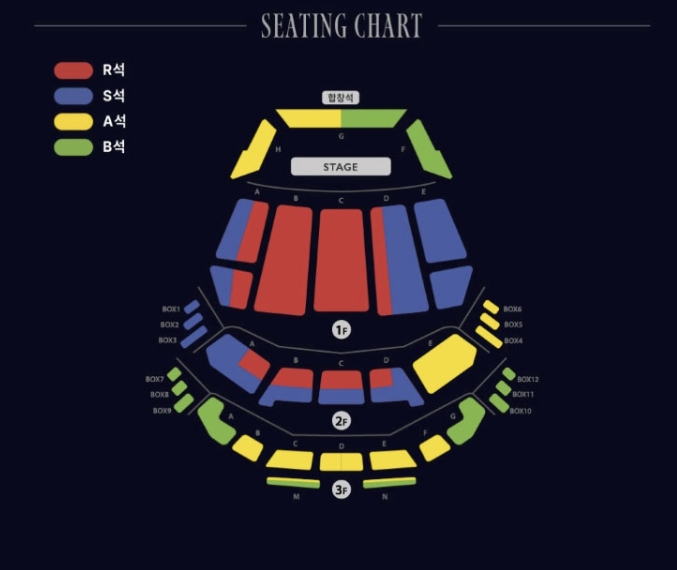 SEATING CHART
R석
S석
A석
B석
합창석
G
H
F
STAGE
A
B
C
D
E
BOX1
BOX2
BOX3
BOX6
BOX5
BOX4
1F
A
B
C
D
E
BOX7
BOX8
BOX9
BOX12
BOX11
BOX10
2F
A
B
C
D
E
F
G
3F
M
N